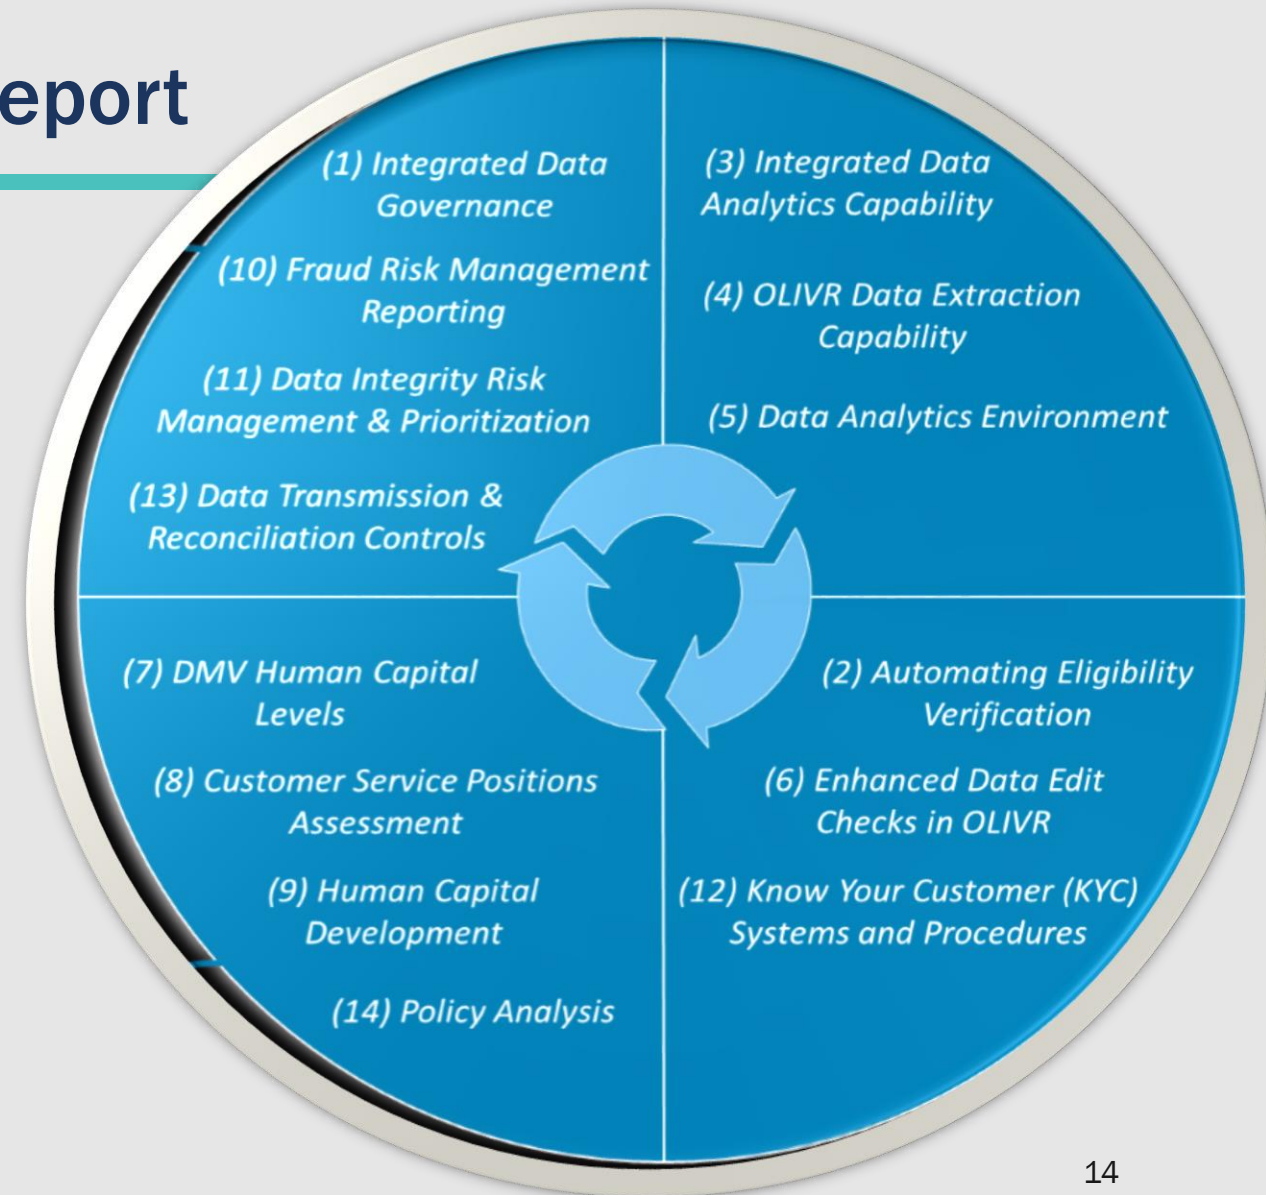 eport
(1) Integrated Data
Governance
(10) Fraud Risk Management
Reporting
(11) Data Integrity Risk
Management & Prioritization
(13) Data Transmission &
Reconciliation Controls
(3) Integrated Data
Analytics Capability
(4) OLIVR Data Extraction
Capability
(5) Data Analytics Environment
(7) DMV Human Capital
Levels
(8) Customer Service Positions
Assessment
(9) Human Capital
Development
(14) Policy Analysis
(2) Automating Eligibility
Verification
(6) Enhanced Data Edit
Checks in OLIVR
(12) Know Your Customer (KYC)
Systems and Procedures
14